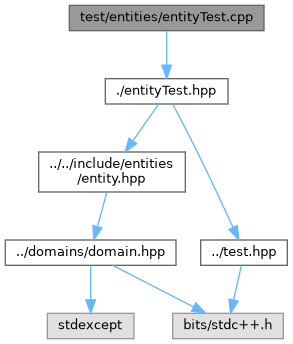 test/entities/entityTest.cpp
./entityTest.hpp
../../include/entities
/entity.hpp
../domains/domain.hpp
../test.hpp
stdexcept
bits/stdc++.h